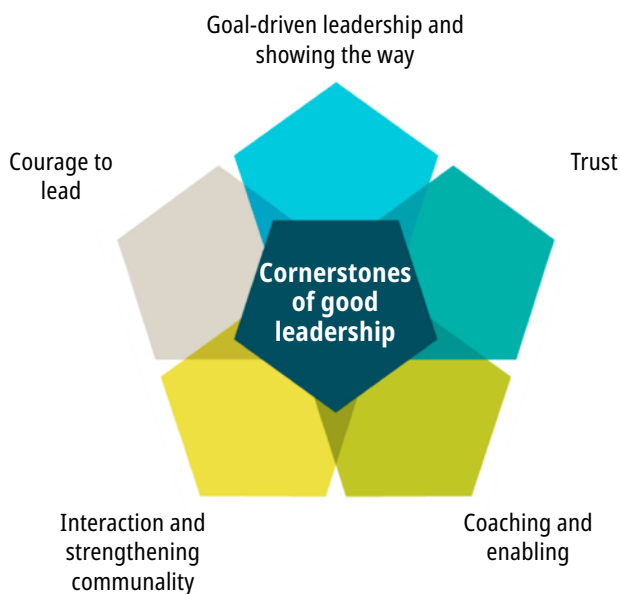 Goal-driven leadership and
showing the way
Courage to
lead
Trust
Cornerstones
of good
leadership
Interaction and
strengthening
communality
Coaching and
enabling